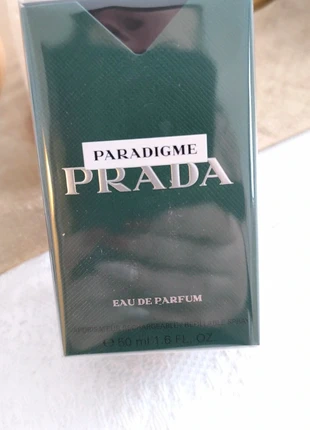 PARADIGME
PRADA
EAU DE PARFUM
℮ 50 ml 1.6 FL. OZ.